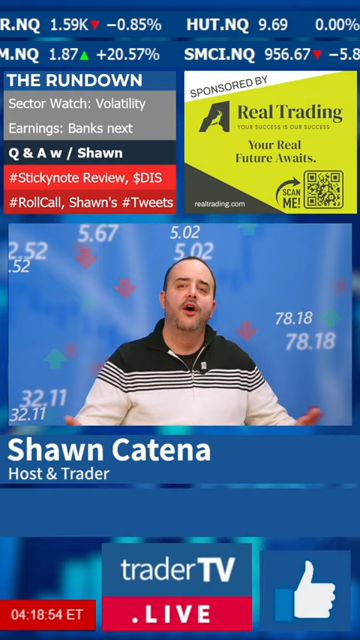 R.NQ 1.59K▼ −0.85% HUT.NQ 9.69 0.00%
M.NQ 1.87▲ +20.57% SMCI.NQ 956.67▼ −5.8
THE RUNDOWN
Sector Watch: Volatility
Earnings: Banks next
Q & A w / Shawn
#Stickynote Review, $DIS
#RollCall, Shawn's #Tweets
SPONSORED BY
Real Trading
YOUR SUCCESS IS OUR SUCCESS
Your Real
Future Awaits.
SCAN
ME!
realtrading.com
5.67
5.02
5.02
2.52
.52
78.18
78.18
32.11
32.11
Shawn Catena
Host & Trader
traderTV
.LIVE
04:18:54 ET